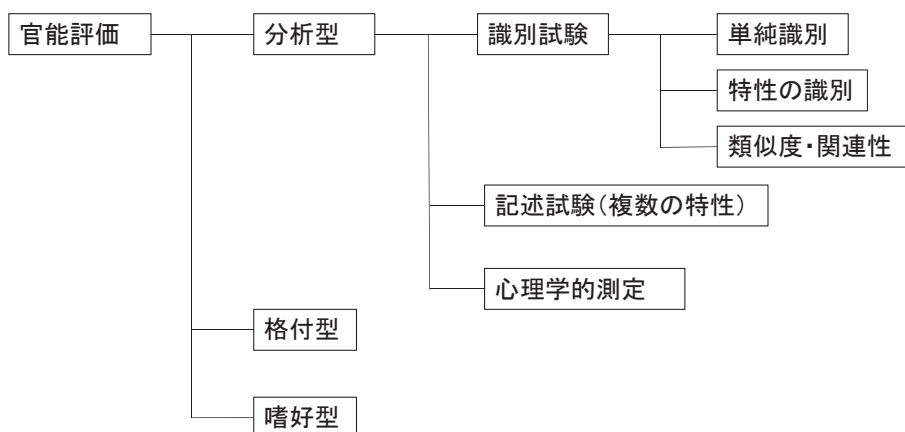 官能評価
分析型
識別試験
単純識別
特性の識別
類似度・関連性
記述試験(複数の特性)
心理学的測定
格付型
嗜好型